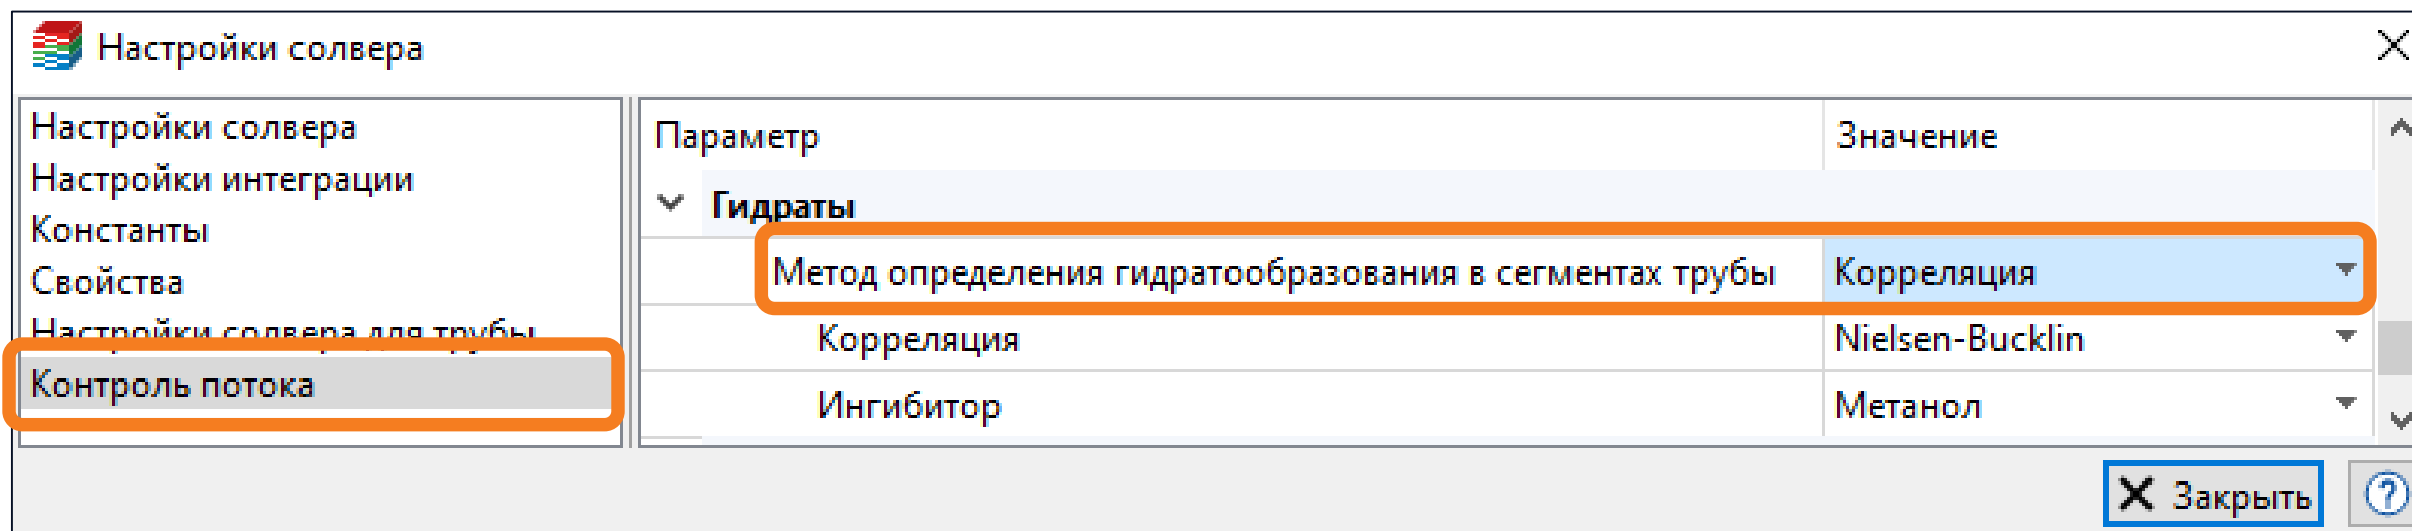 Настройки солвера
Настройки солвера
Настройки интеграции
Константы
Свойства
Настройки солвера для трубы
Контроль потока
Параметр Значение
Гидраты
Метод определения гидратообразования в сегментах трубы Корреляция
Корреляция Nielsen-Bucklin
Ингибитор Метанол
Закрыть